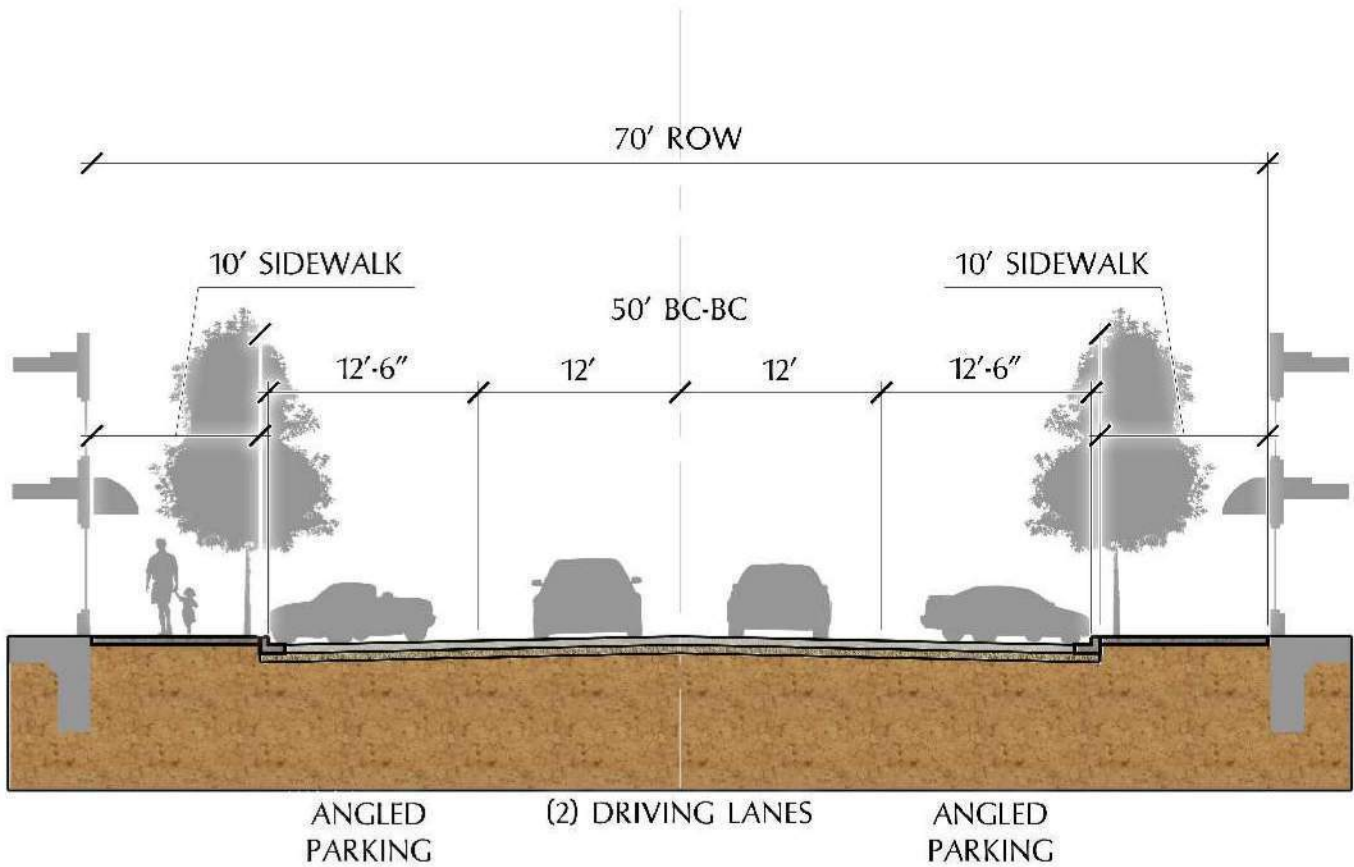 70' ROW
10' SIDEWALK
10' SIDEWALK
50' BC-BC
12'-6"
12'
12'
12'-6"
ANGLED
PARKING
(2) DRIVING LANES
ANGLED
PARKING